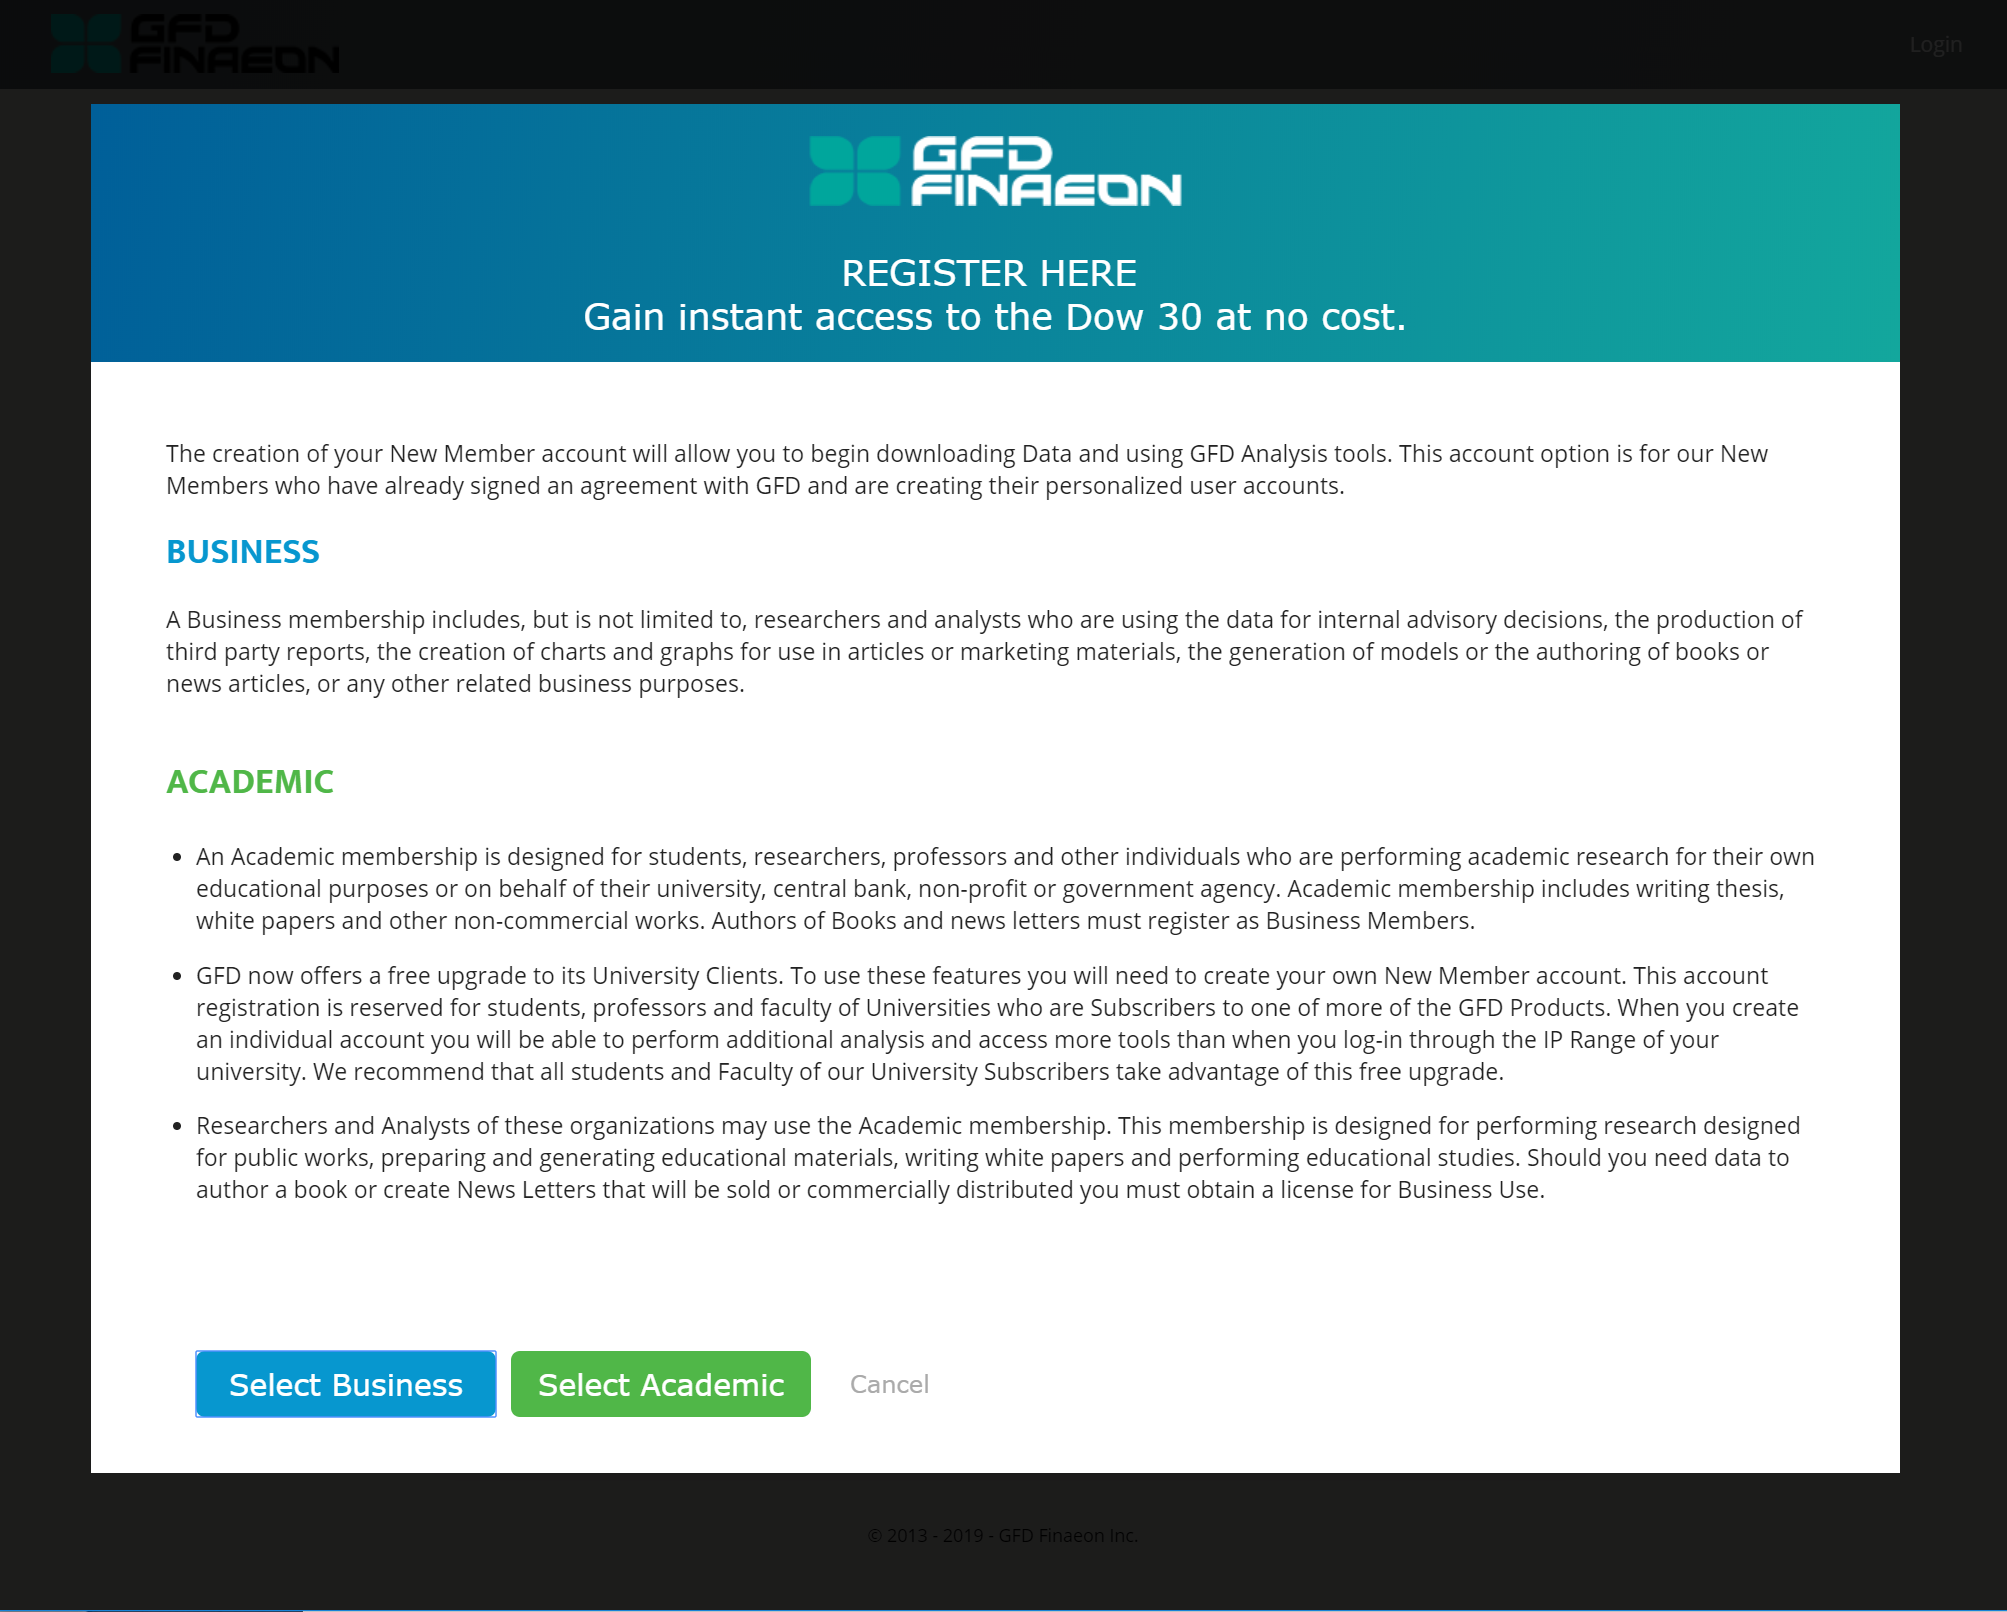 GFD
FINAEON
Login
GFD
FINAEON
REGISTER HERE
Gain instant access to the Dow 30 at no cost.
The creation of your New Member account will allow you to begin downloading Data and using GFD Analysis tools. This account option is for our New
Members who have already signed an agreement with GFD and are creating their personalized user accounts.
BUSINESS
A Business membership includes, but is not limited to, researchers and analysts who are using the data for internal advisory decisions, the production of
third party reports, the creation of charts and graphs for use in articles or marketing materials, the generation of models or the authoring of books or
news articles, or any other related business purposes.
ACADEMIC
• An Academic membership is designed for students, researchers, professors and other individuals who are performing academic research for their own
educational purposes or on behalf of their university, central bank, non-profit or government agency. Academic membership includes writing thesis,
white papers and other non-commercial works. Authors of Books and news letters must register as Business Members.
• GFD now offers a free upgrade to its University Clients. To use these features you will need to create your own New Member account. This account
registration is reserved for students, professors and faculty of Universities who are Subscribers to one of more of the GFD Products. When you create
an individual account you will be able to perform additional analysis and access more tools than when you log-in through the IP Range of your
university. We recommend that all students and Faculty of our University Subscribers take advantage of this free upgrade.
• Researchers and Analysts of these organizations may use the Academic membership. This membership is designed for performing research designed
for public works, preparing and generating educational materials, writing white papers and performing educational studies. Should you need data to
author a book or create News Letters that will be sold or commercially distributed you must obtain a license for Business Use.
Select Business Select Academic Cancel
© 2013 - 2019 - GFD Finaeon Inc.